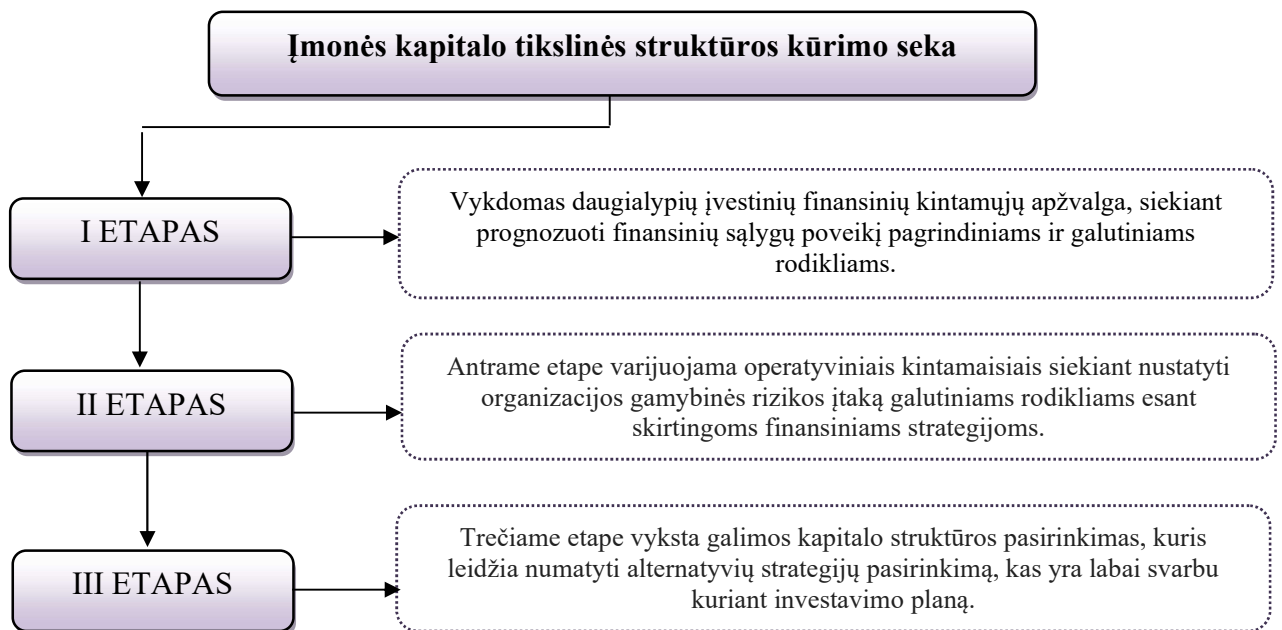 Įmonės kapitalo tikslinės struktūros kūrimo seka
I ETAPAS
Vykdomas daugialypių įvestinių finansinių kintamųjų apžvalga, siekiant
prognozuoti finansinių sąlygų poveikį pagrindiniams ir galutiniams
rodikliams.
II ETAPAS
Antrame etape varijuojama operatyviniais kintamaisiais siekiant nustatyti
organizacijos gamybinės rizikos įtaką galutiniams rodikliams esant
skirtingoms finansiniams strategijoms.
III ETAPAS
Trečiame etape vyksta galimos kapitalo struktūros pasirinkimas, kuris
leidžia numatyti alternatyvių strategijų pasirinkimą, kas yra labai svarbu
kuriant investavimo planą.